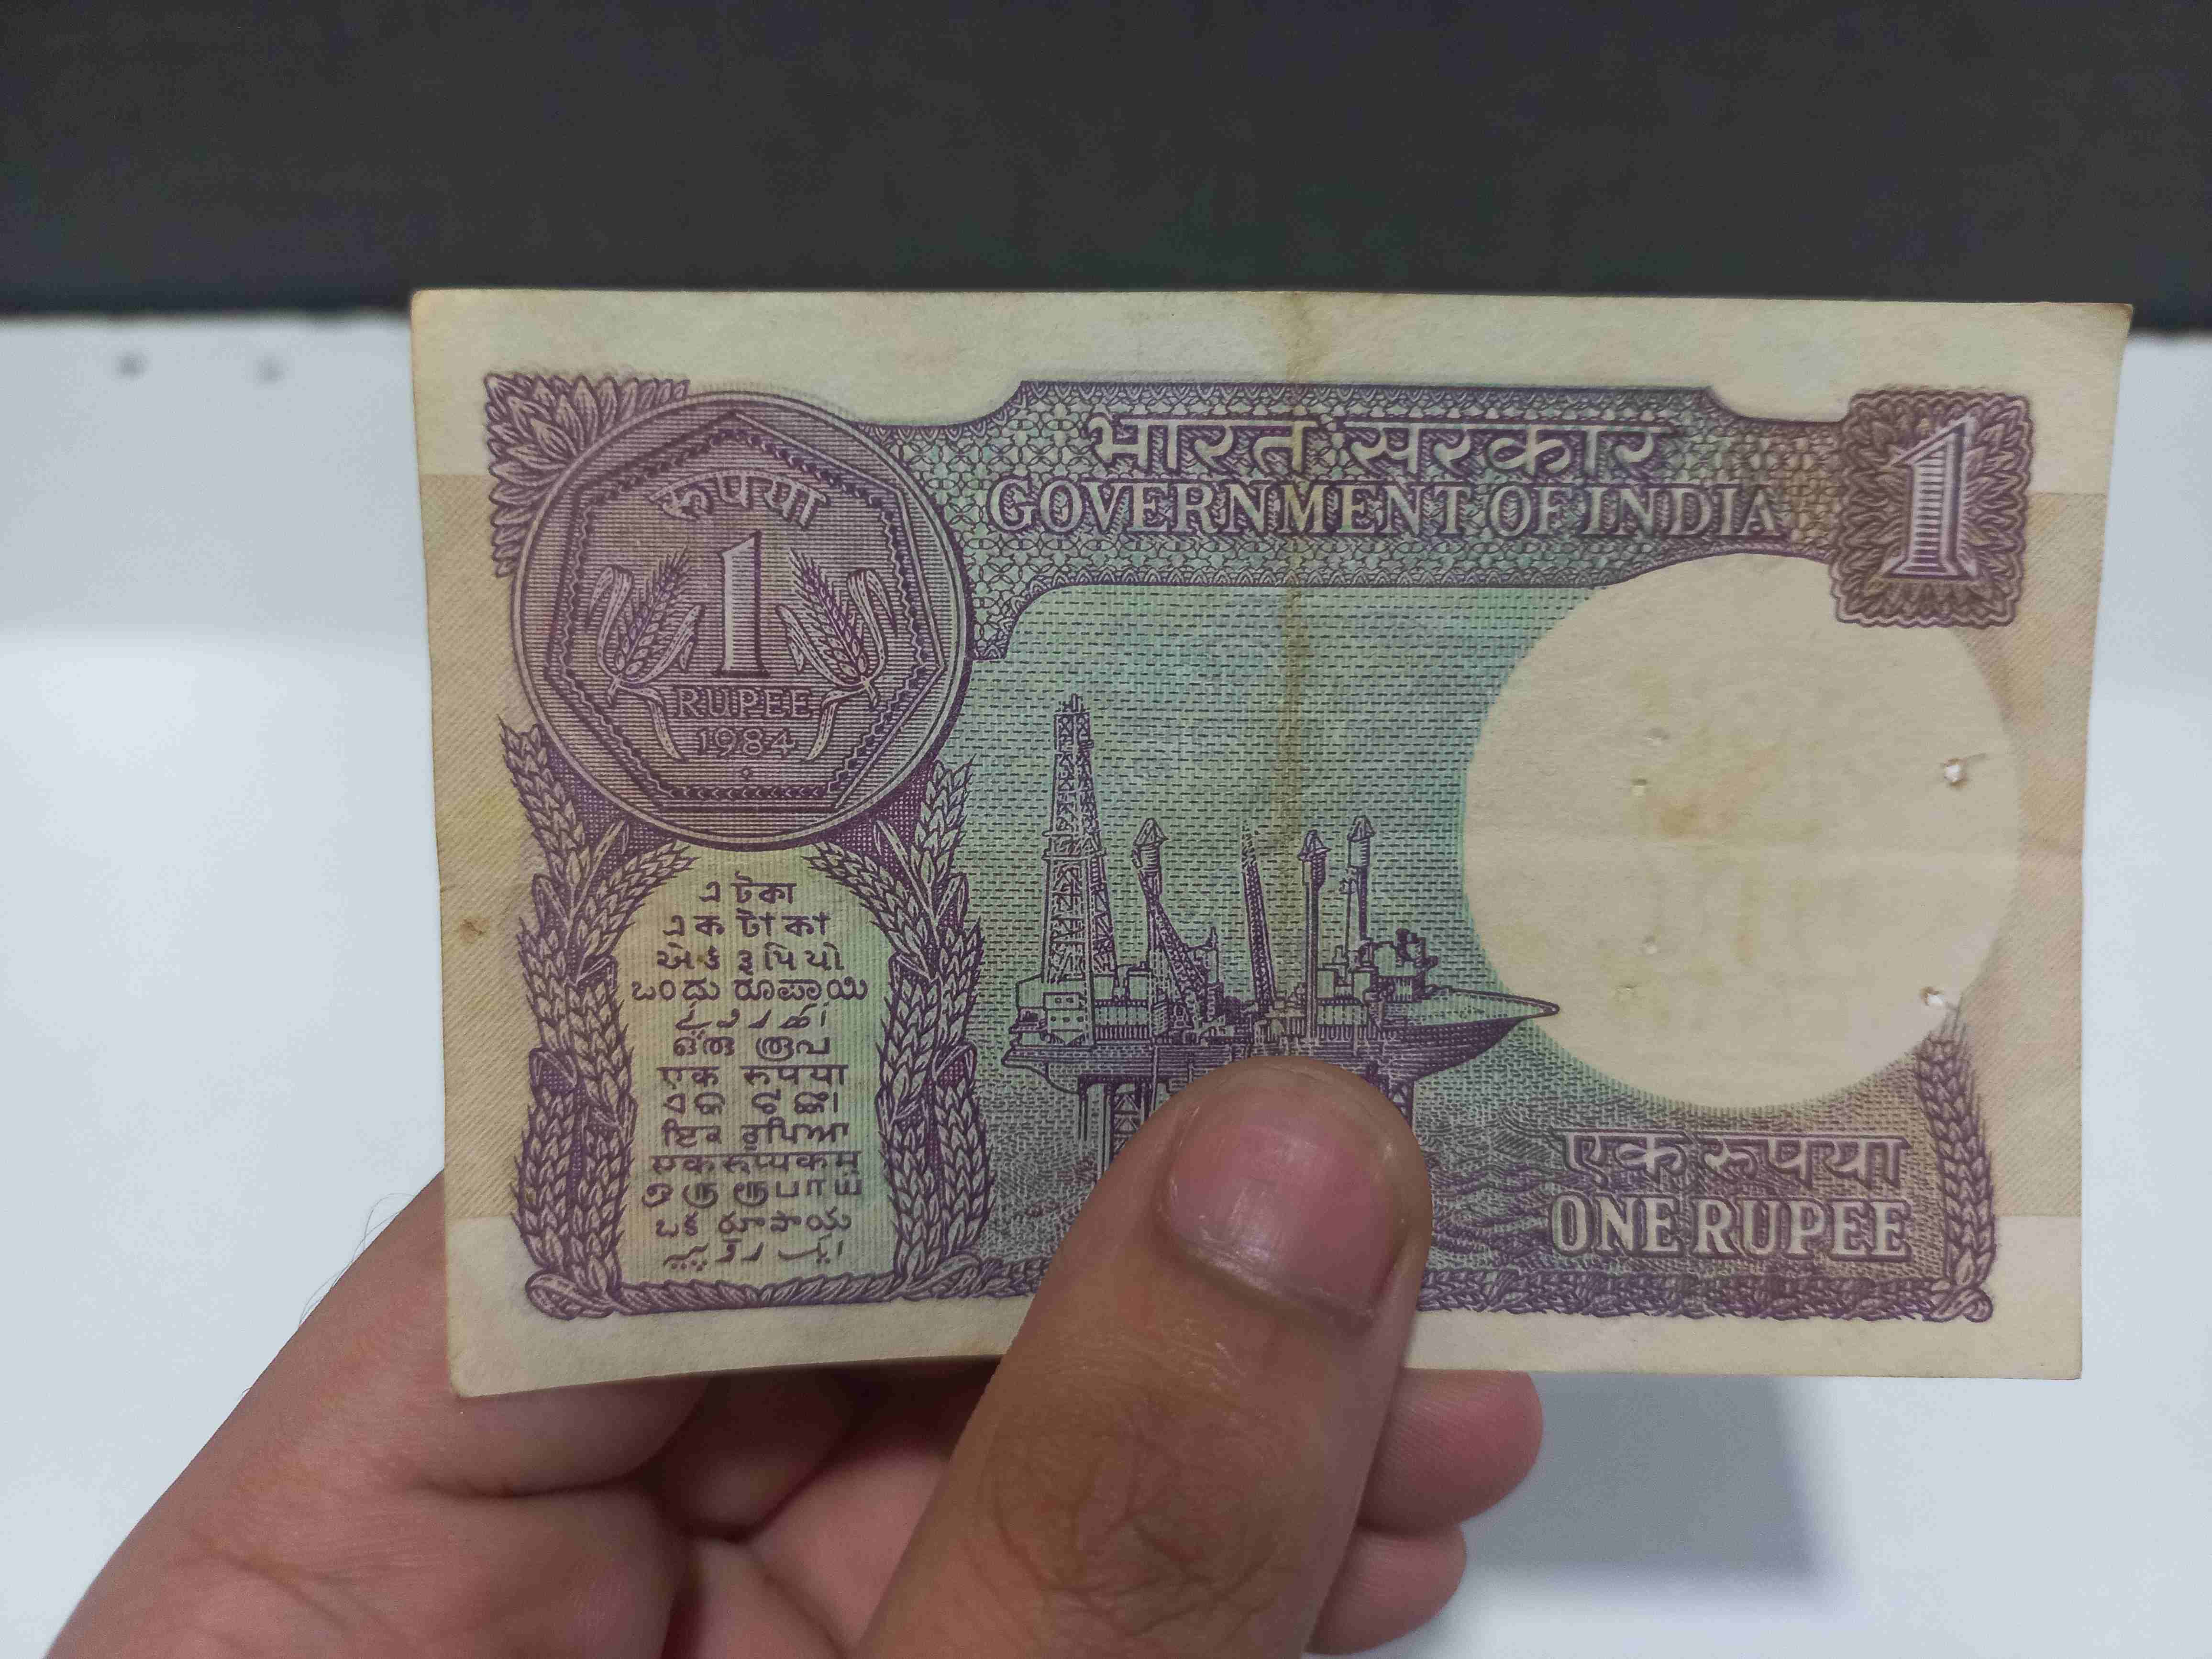 भारत सरकार
GOVERNMENT OF INDIA
1
रूपया
1
RUPEE
1984
এ টকা
এক টাকা
એક રૂપિયો
ಒಂದು ರೂಪಾಯಿ
ഒരു രൂപ
एक रुपया
ଏକ ଟଙ୍କା
ਇਕ ਰੁਪਿਆ
एकरूप्यकम्
ஒரு ரூபாய்
ఒక రూపాయి
ایک روپیہ
एक रूपया
ONE RUPEE